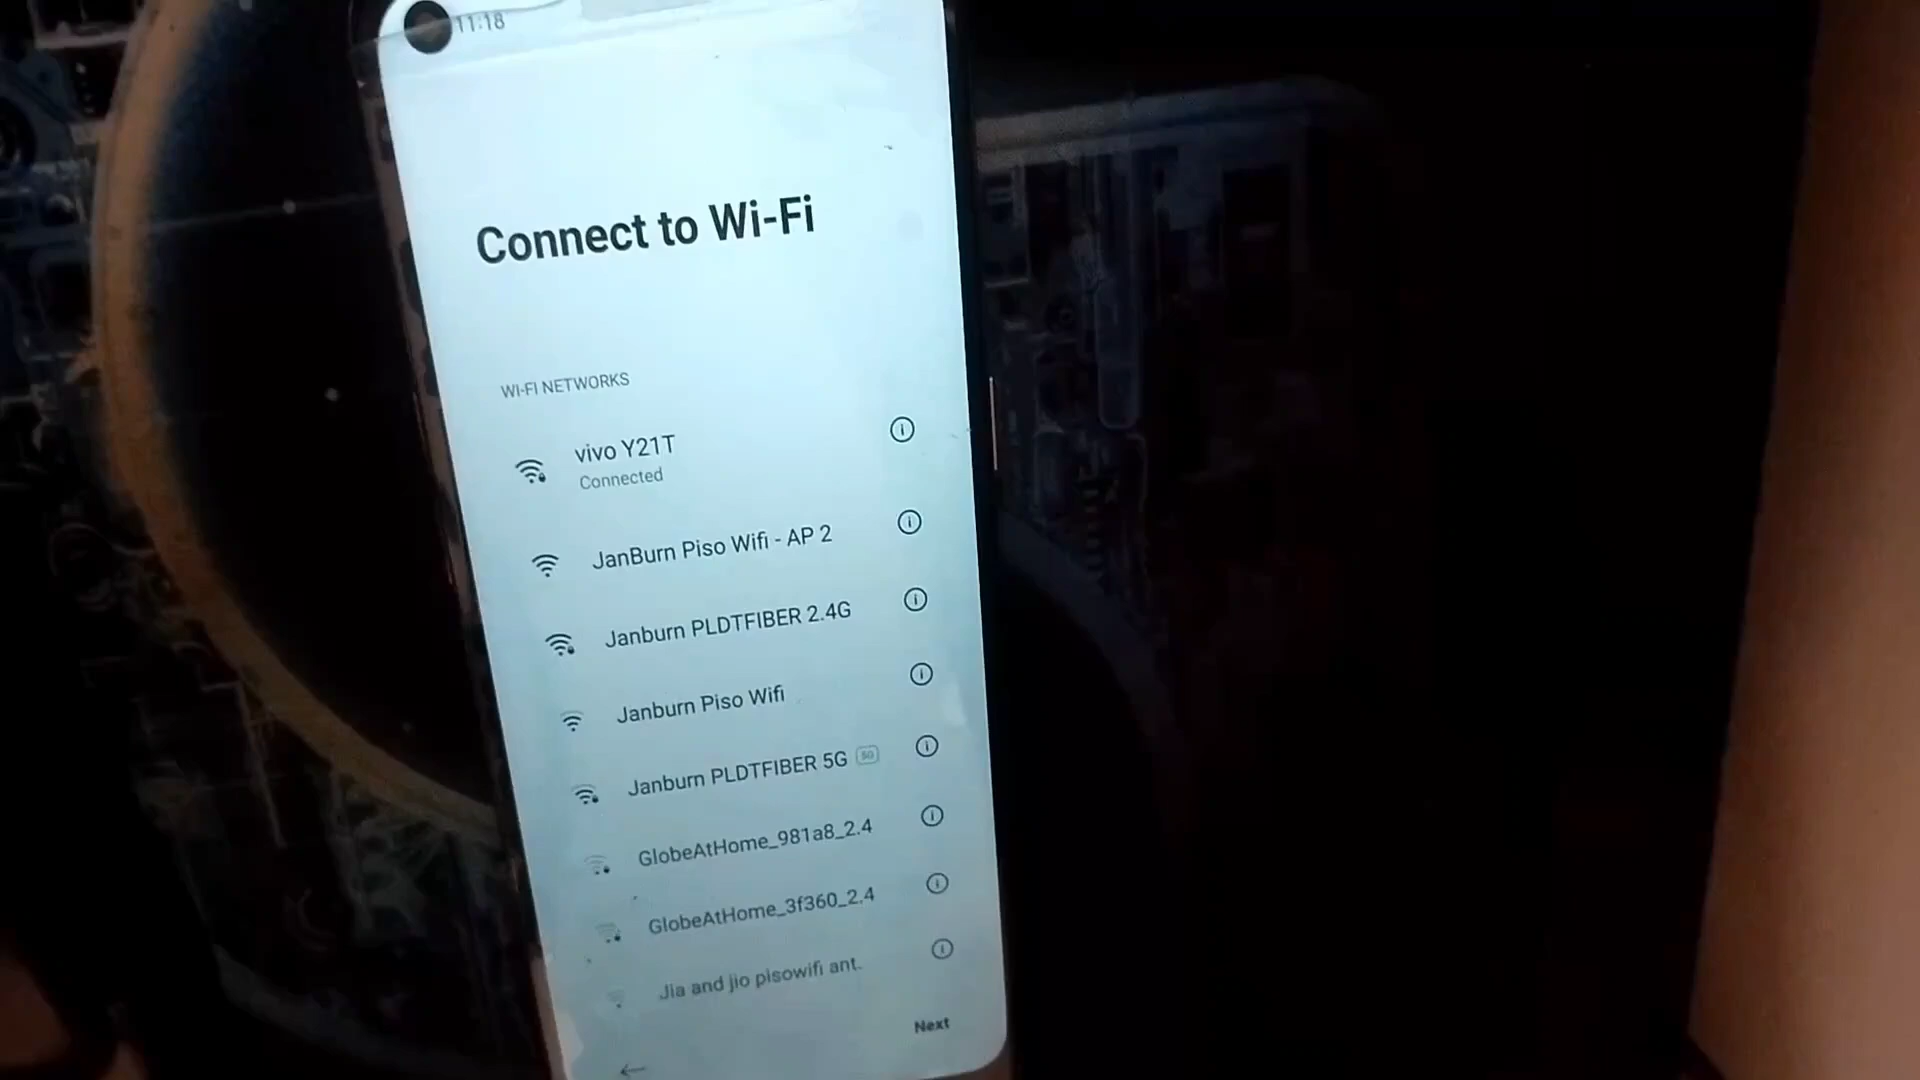 11:18
Connect to Wi-Fi
WI-FI NETWORKS
vivo Y21T
Connected
JanBurn Piso Wifi - AP 2
Janburn PLDTFIBER 2.4G
Janburn Piso Wifi
Janburn PLDTFIBER 5G 5G
GlobeAtHome_981a8_2.4
GlobeAtHome_3f360_2.4
Jia and jio pisowifi ant.
Next